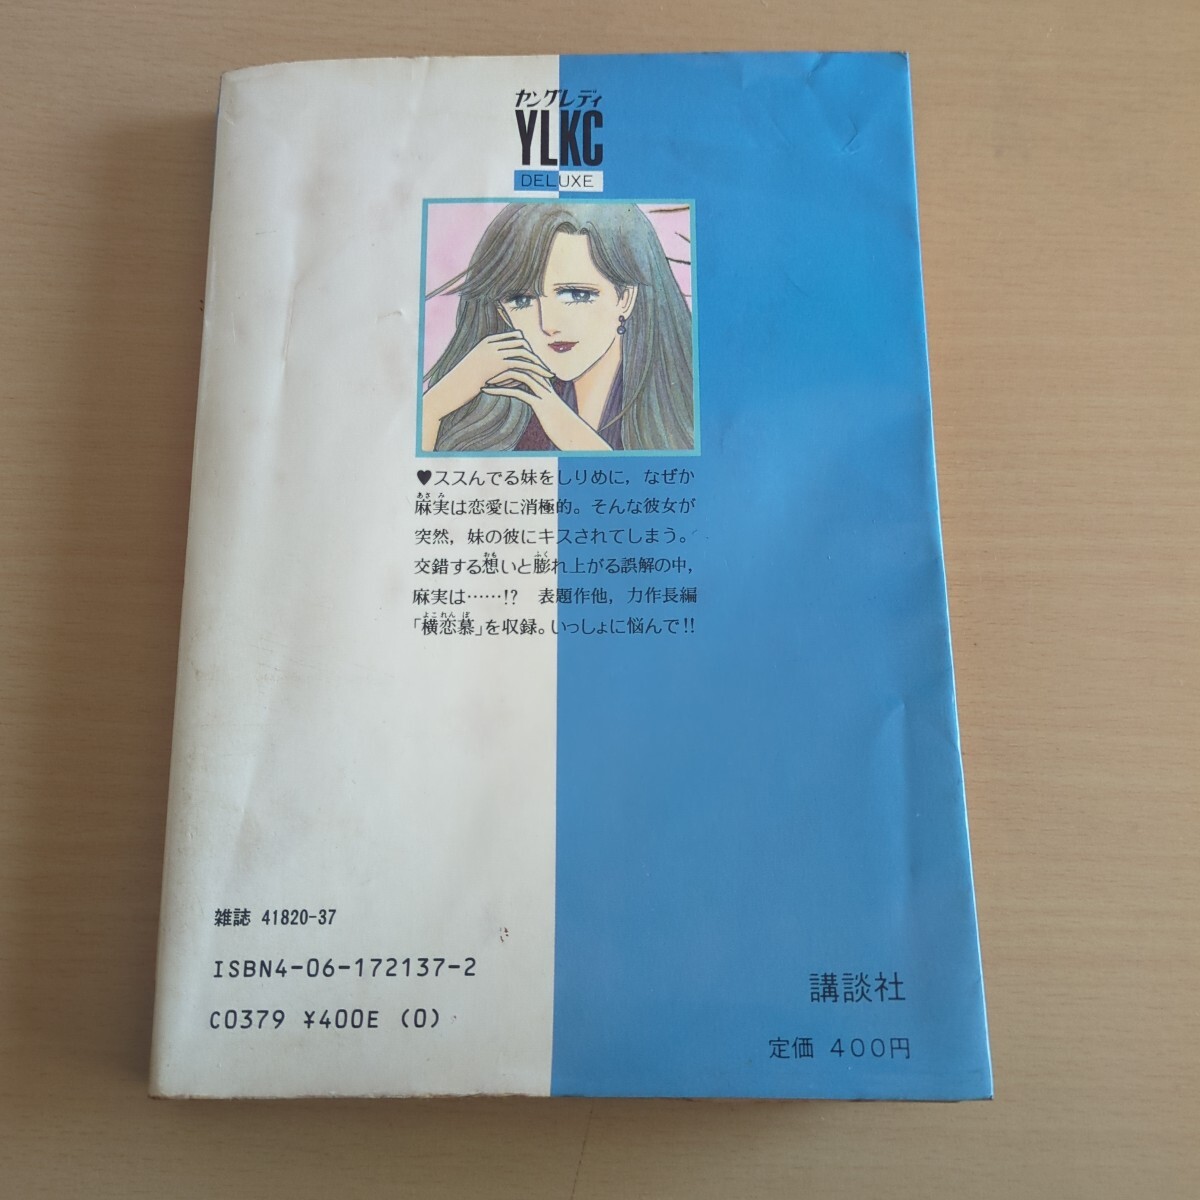 ヤングレディ
YLKC
DELUXE
♥ススんでる妹をしりめに，なぜか
麻実は恋愛に消極的。そんな彼女が
突然，妹の彼にキスされてしまう。
交錯する想いと膨れ上がる誤解の中，
麻実は……!?　表題作他，力作長編
「横恋慕」を収録。いっしょに悩んで!!
雑誌 41820-37
ISBN4-06-172137-2
C0379 ¥400E (0)
講談社
定価 400円